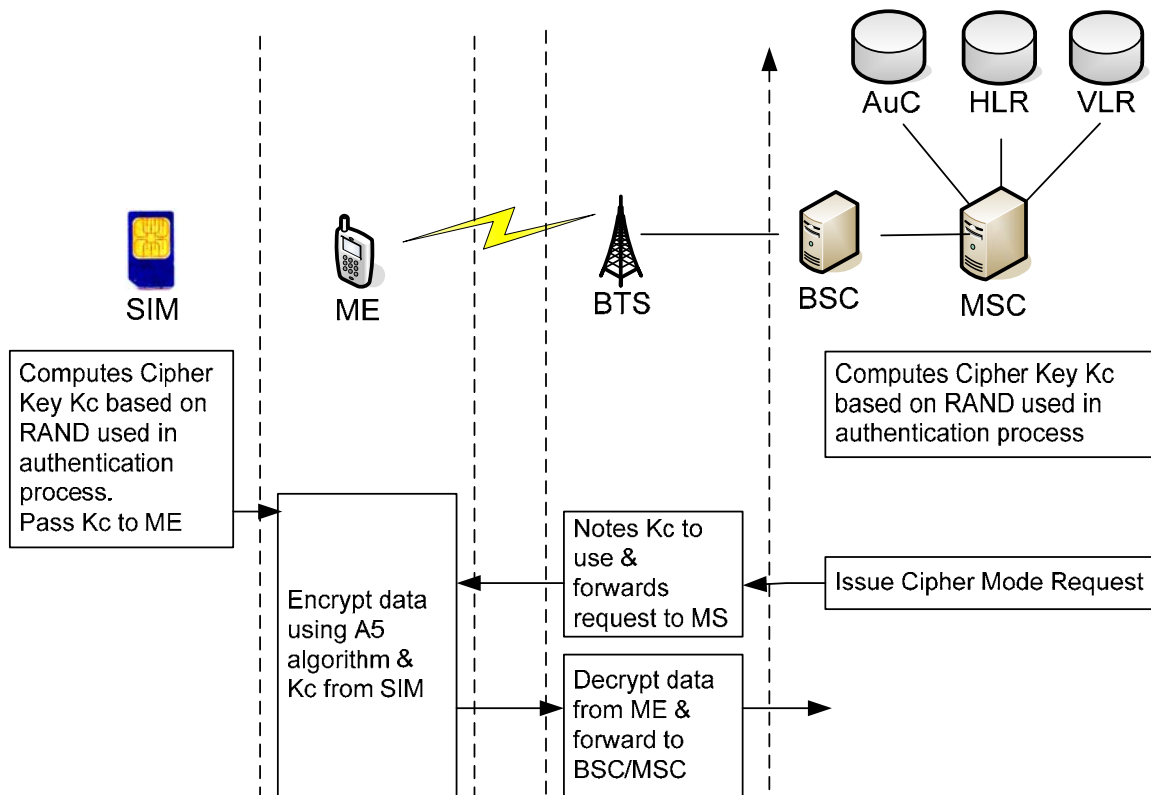 AuC
HLR
VLR
SIM
ME
BTS
BSC
MSC
Computes Cipher
Key Kc based on
RAND used in
authentication
process.
Pass Kc to ME
Computes Cipher Key Kc
based on RAND used in
authentication process
Notes Kc to
use &
forwards
request to MS
Issue Cipher Mode Request
Encrypt data
using A5
algorithm &
Kc from SIM
Decrypt data
from ME &
forward to
BSC/MSC